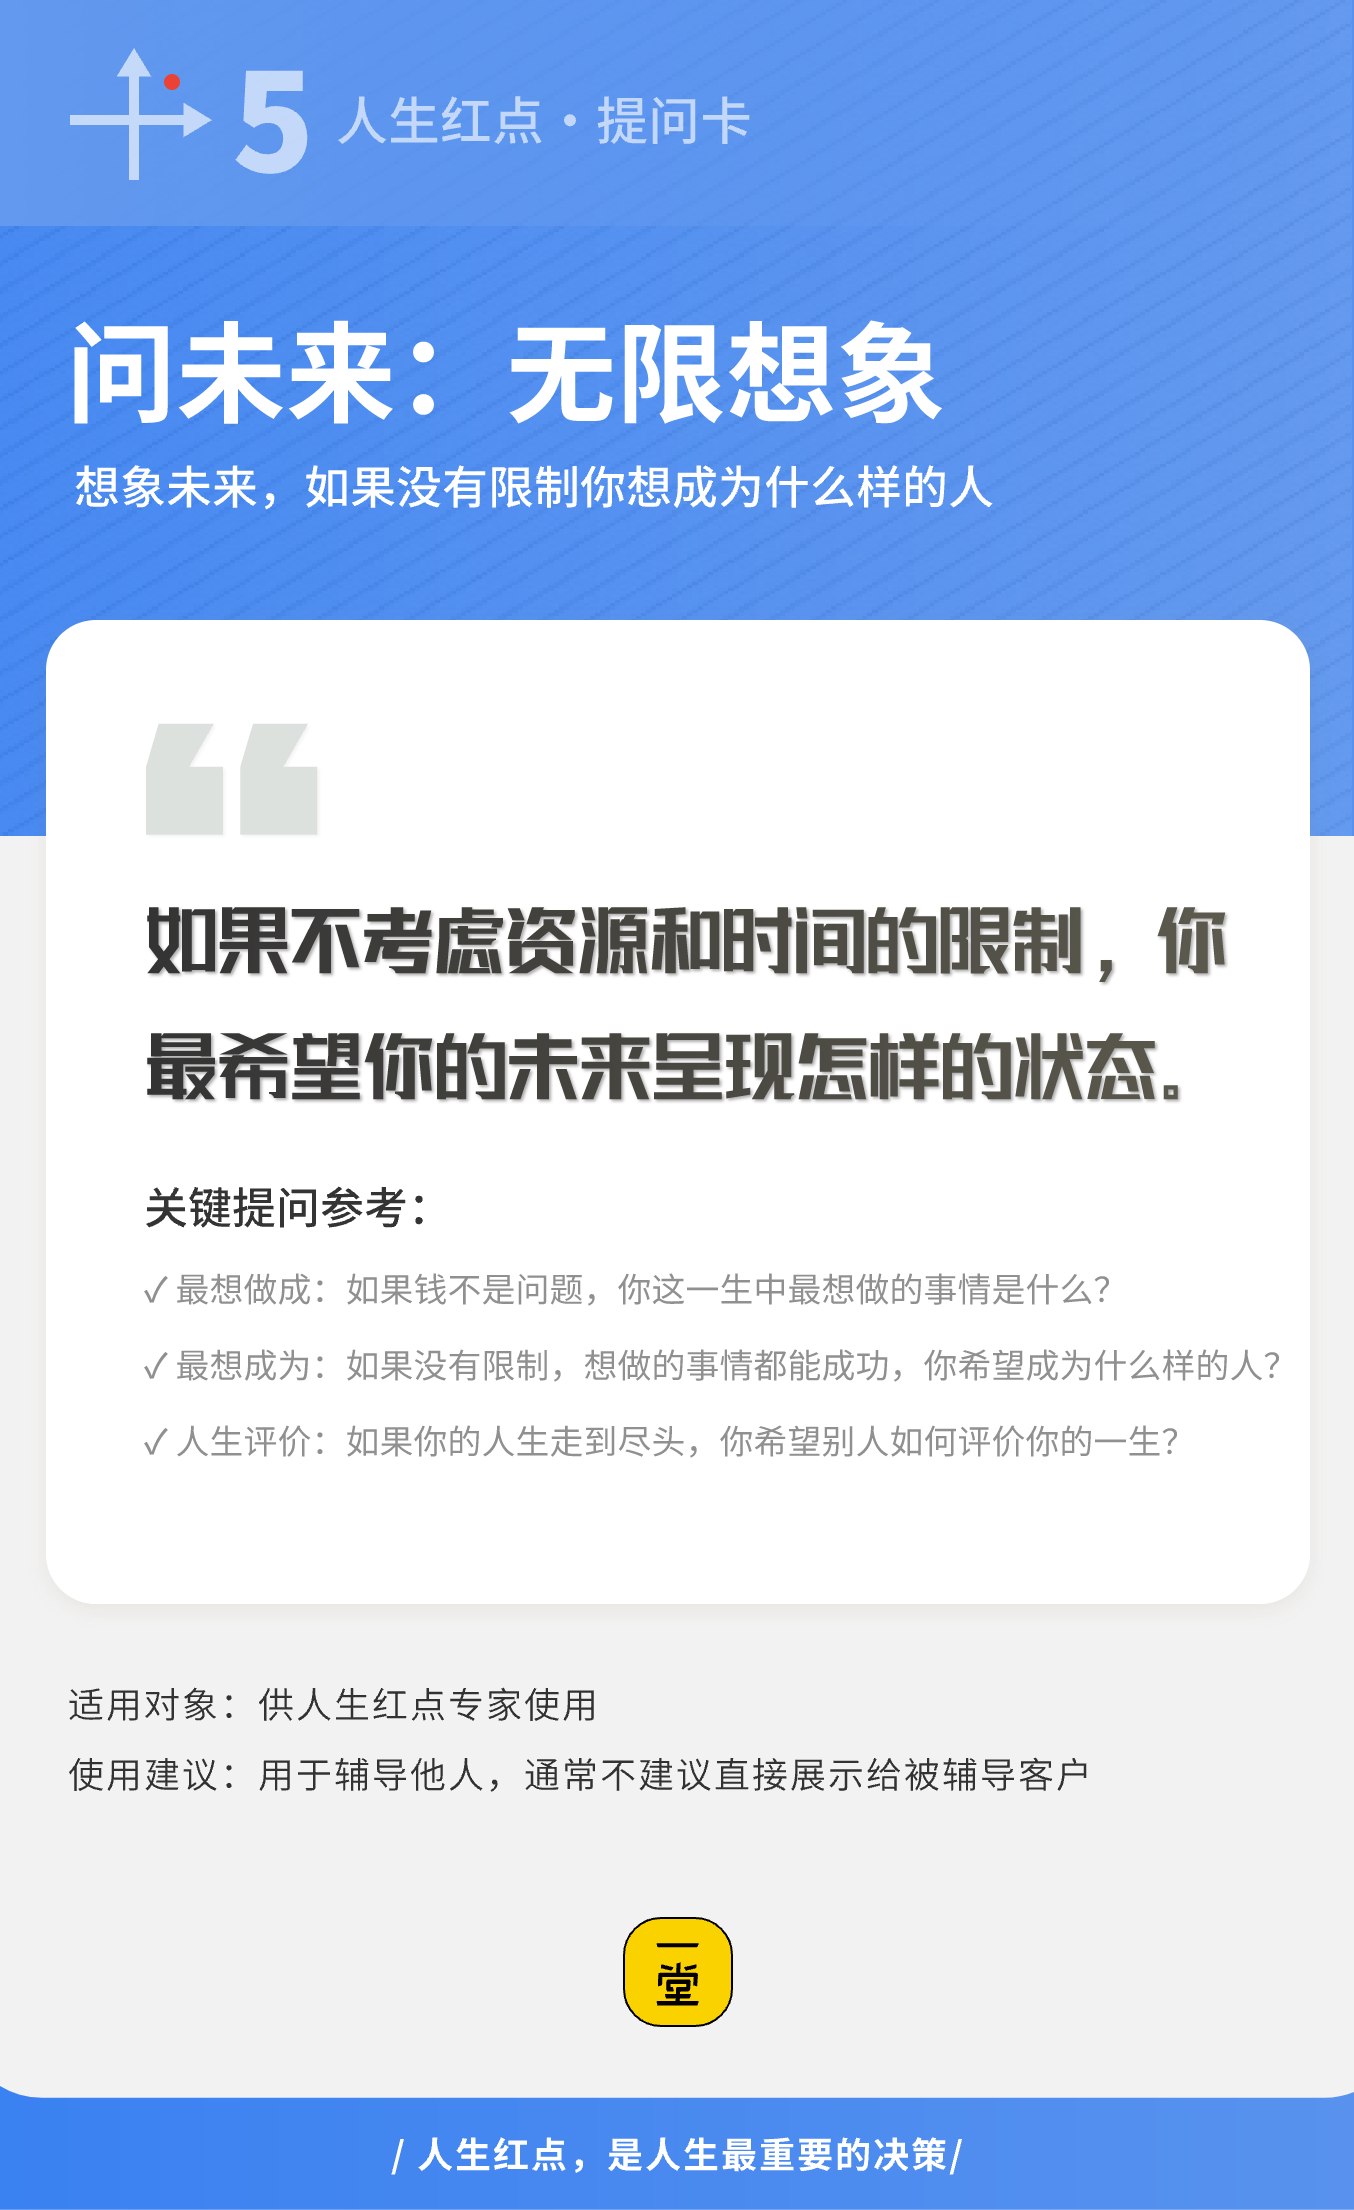 5 人生红点·提问卡
问未来：无限想象
想象未来，如果没有限制你想成为什么样的人
“
如果不考虑资源和时间的限制，你
最希望你的未来呈现怎样的状态。
关键提问参考：
✓ 最想做成：如果钱不是问题，你这一生中最想做的事情是什么？
✓ 最想成为：如果没有限制，想做的事情都能成功，你希望成为什么样的人？
✓ 人生评价：如果你的人生走到尽头，你希望别人如何评价你的一生？
适用对象：供人生红点专家使用
使用建议：用于辅导他人，通常不建议直接展示给被辅导客户
一
堂
/ 人生红点，是人生最重要的决策/